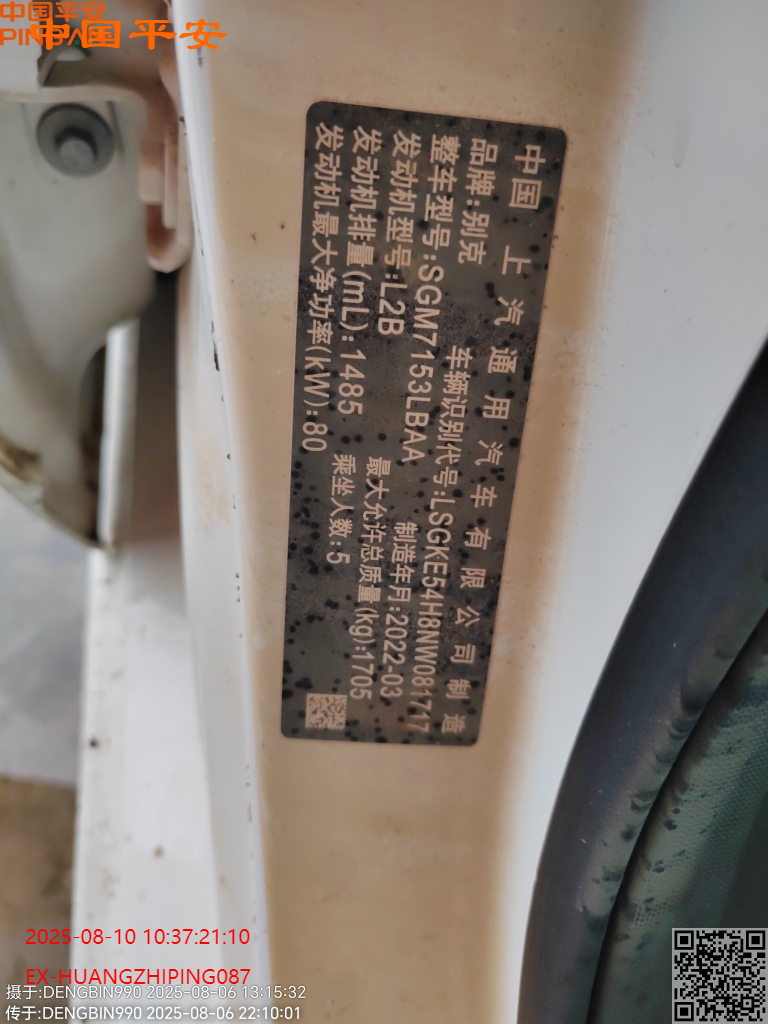 中国平安
PINGAN
中国平安
中国 上汽通用汽车有限公司 制造
品牌:别克
车辆识别代号:LSGKE54H8NW081717
整车型号:SGM7153LBAA
制造年月:2022-03
发动机型号:L2B
最大允许总质量(kg):1705
发动机排量(mL):1485
乘坐人数:5
发动机最大净功率(kW):80
2025-08-10 10:37:21:10
EX-HUANGZHIPING087
摄于:DENGBIN990 2025-08-06 13:15:32
传于:DENGBIN990 2025-08-06 22:10:01